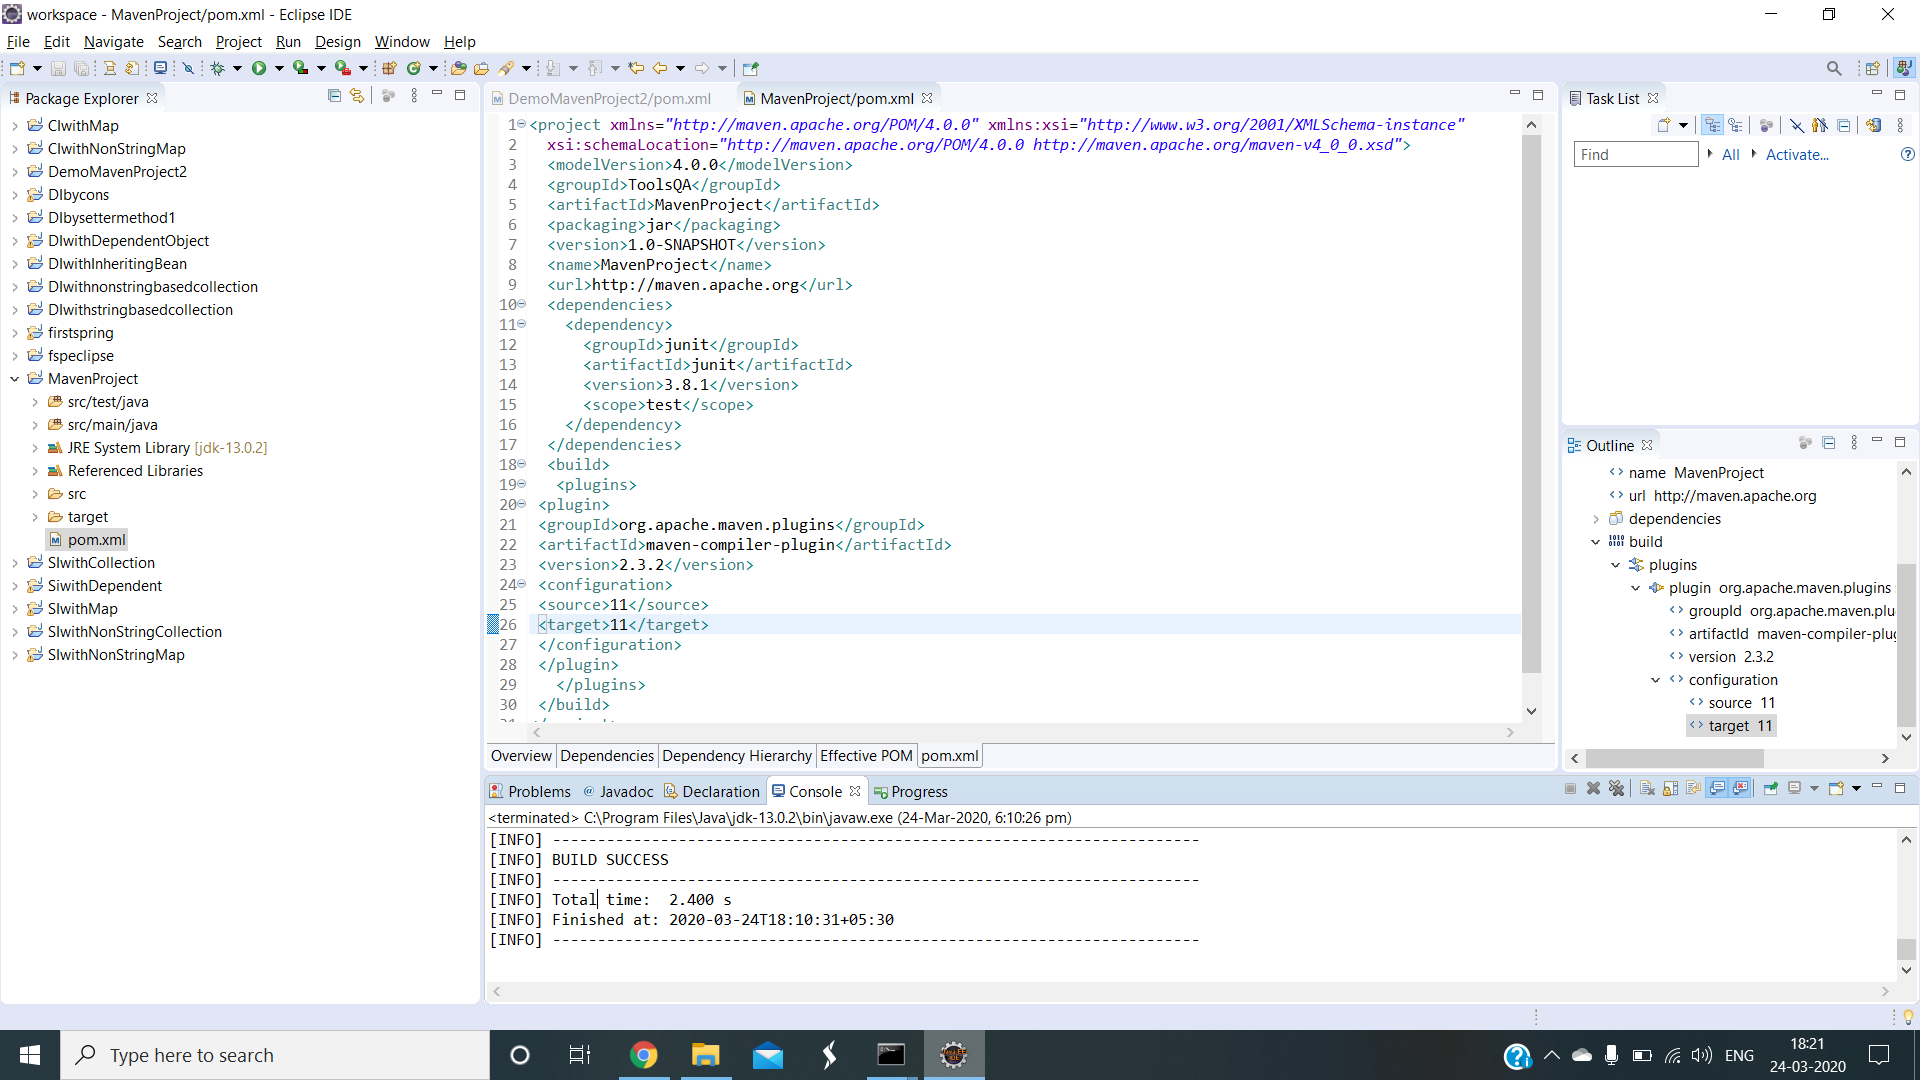 workspace - MavenProject/pom.xml - Eclipse IDE
File Edit Navigate Search Project Run Design Window Help
Package Explorer
CIwithMap
CIwithNonStringMap
DemoMavenProject2
DIbycons
DIbysettermethod1
DIwithDependentObject
DIwithInheritingBean
DIwithnonstringbasedcollection
DIwithstringbasedcollection
firstspring
fspeclipse
MavenProject
src/test/java
src/main/java
JRE System Library [jdk-13.0.2]
Referenced Libraries
src
target
pom.xml
SIwithCollection
SiwithDependent
SIwithMap
SIwithNonStringCollection
SIwithNonStringMap
DemoMavenProject2/pom.xml MavenProject/pom.xml
1 <project xmlns="http://maven.apache.org/POM/4.0.0" xmlns:xsi="http://www.w3.org/2001/XMLSchema-instance"
2 xsi:schemaLocation="http://maven.apache.org/POM/4.0.0 http://maven.apache.org/maven-v4_0_0.xsd">
3 <modelVersion>4.0.0</modelVersion>
4 <groupId>ToolsQA</groupId>
5 <artifactId>MavenProject</artifactId>
6 <packaging>jar</packaging>
7 <version>1.0-SNAPSHOT</version>
8 <name>MavenProject</name>
9 <url>http://maven.apache.org</url>
10 <dependencies>
11 <dependency>
12 <groupId>junit</groupId>
13 <artifactId>junit</artifactId>
14 <version>3.8.1</version>
15 <scope>test</scope>
16 </dependency>
17 </dependencies>
18 <build>
19 <plugins>
20 <plugin>
21 <groupId>org.apache.maven.plugins</groupId>
22 <artifactId>maven-compiler-plugin</artifactId>
23 <version>2.3.2</version>
24 <configuration>
25 <source>11</source>
26 <target>11</target>
27 </configuration>
28 </plugin>
29 </plugins>
30 </build>
Overview Dependencies Dependency Hierarchy Effective POM pom.xml
Task List
Find All Activate...
Outline
name MavenProject
url http://maven.apache.org
dependencies
build
plugins
plugin org.apache.maven.plugins
groupId org.apache.maven.plu
artifactId maven-compiler-plug
version 2.3.2
configuration
source 11
target 11
Problems Javadoc Declaration Console Progress
<terminated> C:\Program Files\Java\jdk-13.0.2\bin\javaw.exe (24-Mar-2020, 6:10:26 pm)
[INFO] ------------------------------------------------------------------------
[INFO] BUILD SUCCESS
[INFO] ------------------------------------------------------------------------
[INFO] Total time:  2.400 s
[INFO] Finished at: 2020-03-24T18:10:31+05:30
[INFO] ------------------------------------------------------------------------
Type here to search
ENG
18:21
24-03-2020